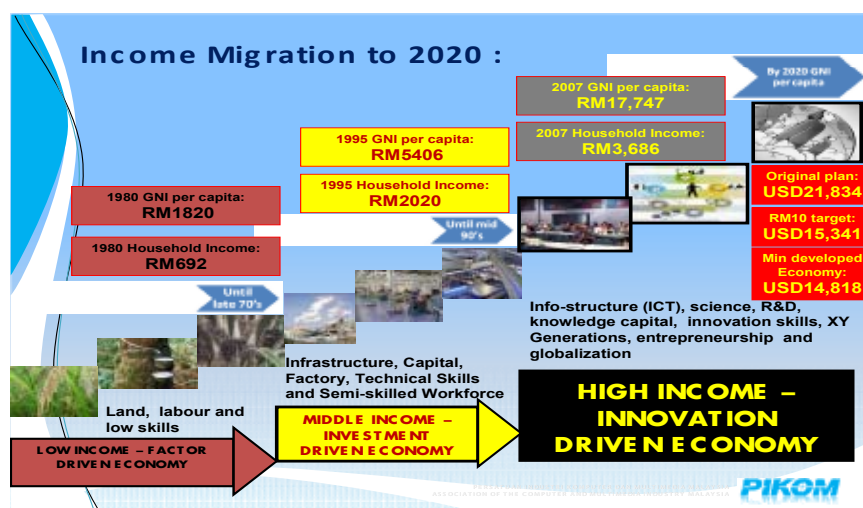 Income Migration to 2020 :
By 2020 GNI
per capita
2007 GNI per capita:
RM17,747
2007 Household Income:
RM3,686
1995 GNI per capita:
RM5406
1995 Household Income:
RM2020
1980 GNI per capita:
RM1820
1980 Household Income:
RM692
Until mid
90's
Until
late 70's
Original plan:
USD21,834
RM10 target:
USD15,341
Min developed
Economy:
USD14,818
Info-structure (ICT), science, R&D,
knowledge capital, innovation skills, XY
Generations, entrepreneurship and
globalization
Infrastructure, Capital,
Factory, Technical Skills
and Semi-skilled Workforce
Land, labour and
low skills
LOW INCOME – FACTOR
DRIVEN ECONOMY
MIDDLE INCOME –
INVESTMENT
DRIVEN ECONOMY
HIGH INCOME –
INNOVATION
DRIVEN ECONOMY
ASSOCIATION OF THE COMPUTER AND MULTIMEDIA INDUSTRY MALAYSIA
PIKOM